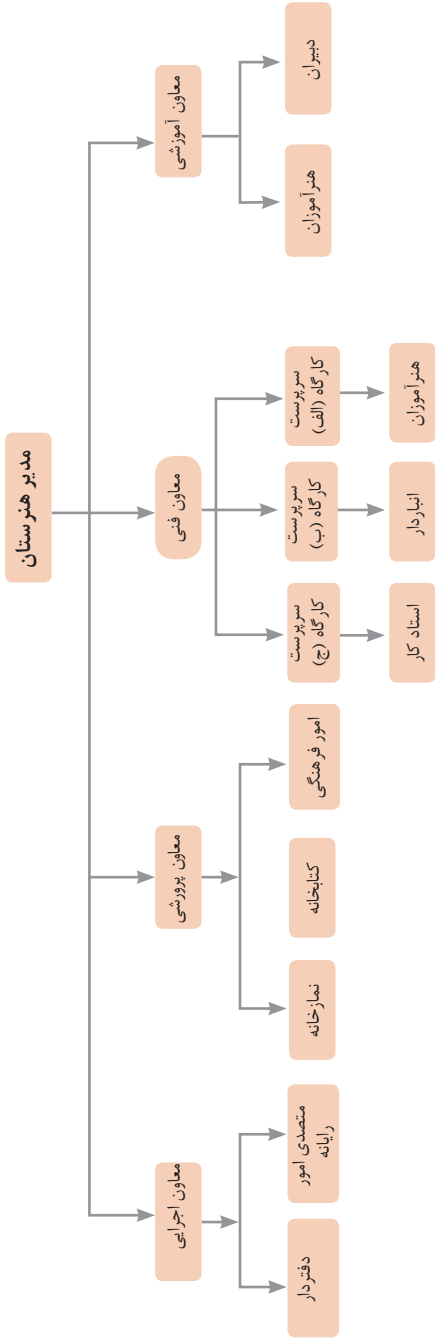 مدیر هنرستان
معاون آموزشی
معاون فنی
معاون پرورشی
معاون اجرایی
دبیران
هنرآموزان
سرپرست
کارگاه (الف)
سرپرست
کارگاه (ب)
سرپرست
کارگاه (ج)
امور فرهنگی
کتابخانه
نمازخانه
متصدی امور
رایانه
دفتردار
هنرآموزان
انباردار
استاد کار